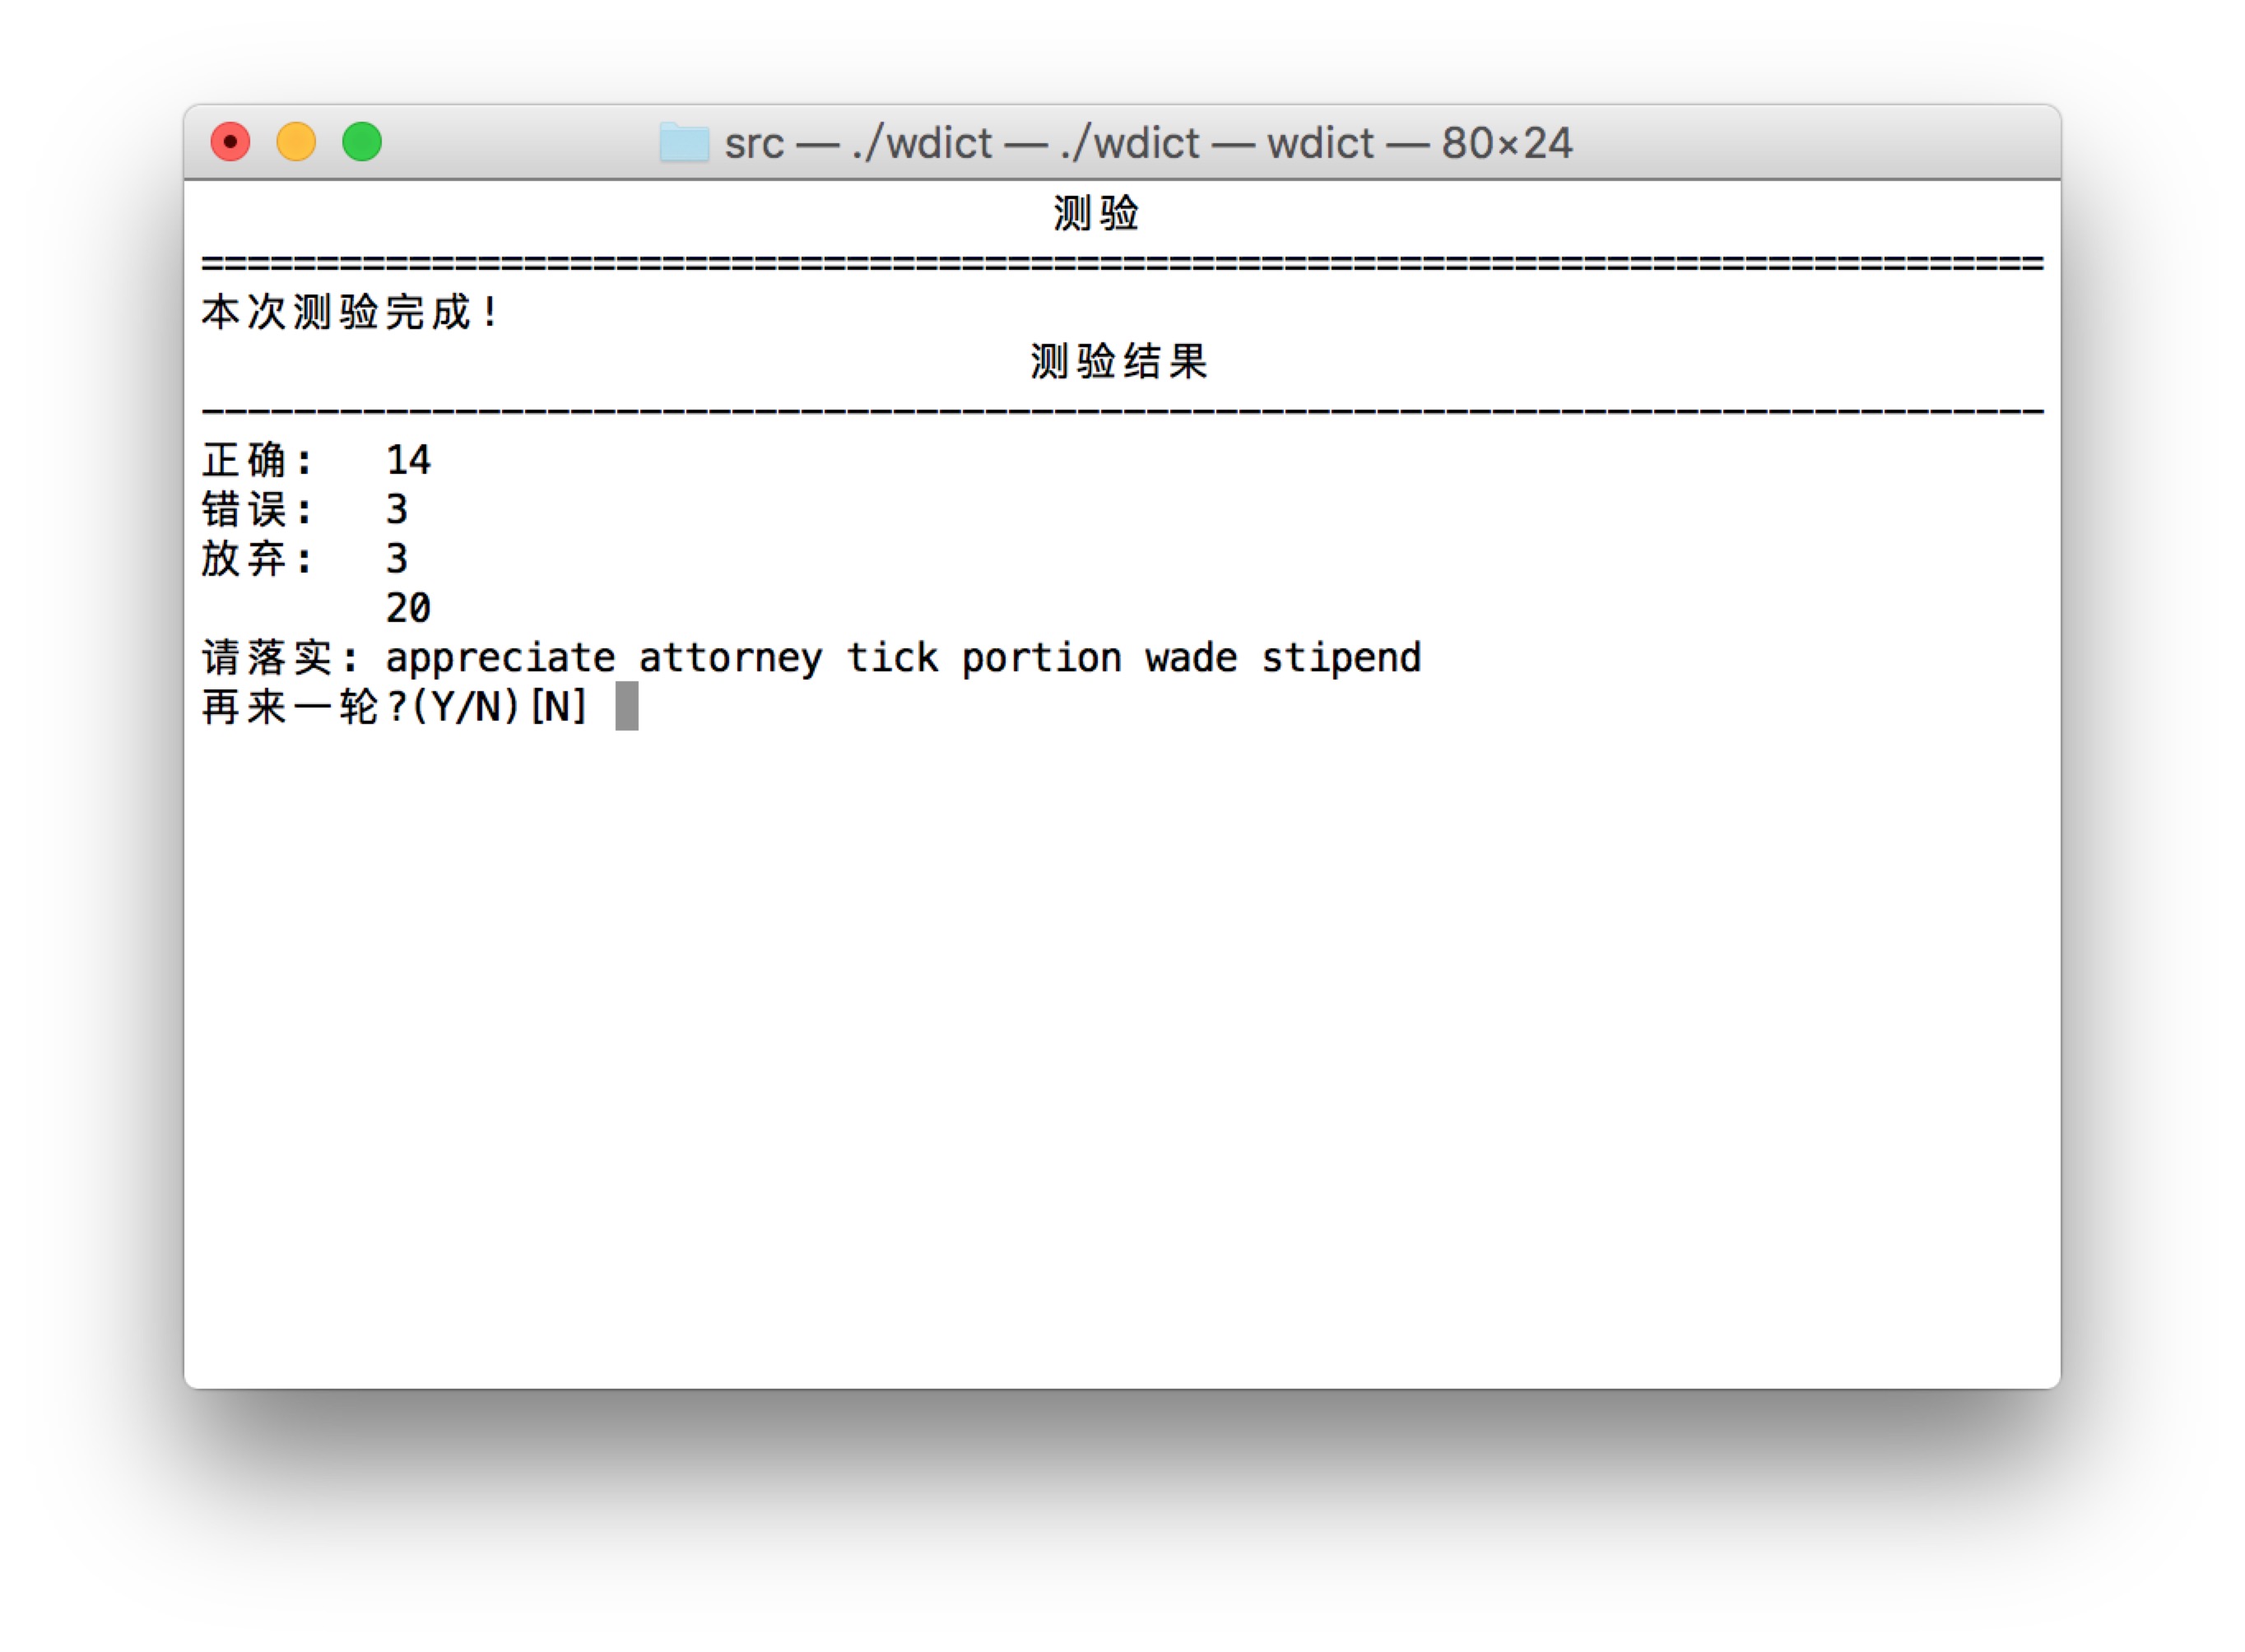 src — ./wdict — ./wdict — wdict — 80×24
测验
================================================================================
本次测验完成!
测验结果
--------------------------------------------------------------------------------
正确: 14
错误: 3
放弃: 3
20
请落实: appreciate attorney tick portion wade stipend
再来一轮?(Y/N)[N]